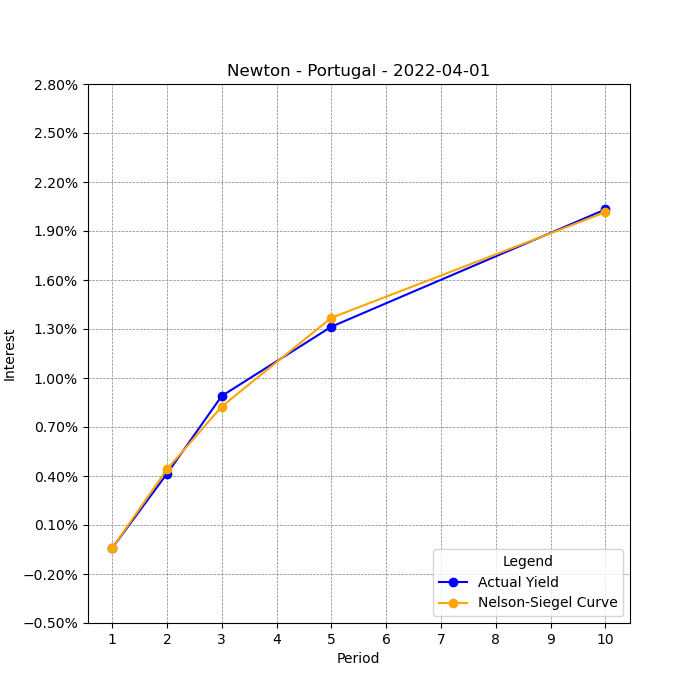 Newton - Portugal - 2022-04-01
2.80%
2.50%
2.20%
1.90%
1.60%
1.30%
1.00%
0.70%
0.40%
0.10%
−0.20%
−0.50%
Interest
Legend
Actual Yield
Nelson-Siegel Curve
1 2 3 4 5 6 7 8 9 10
Period